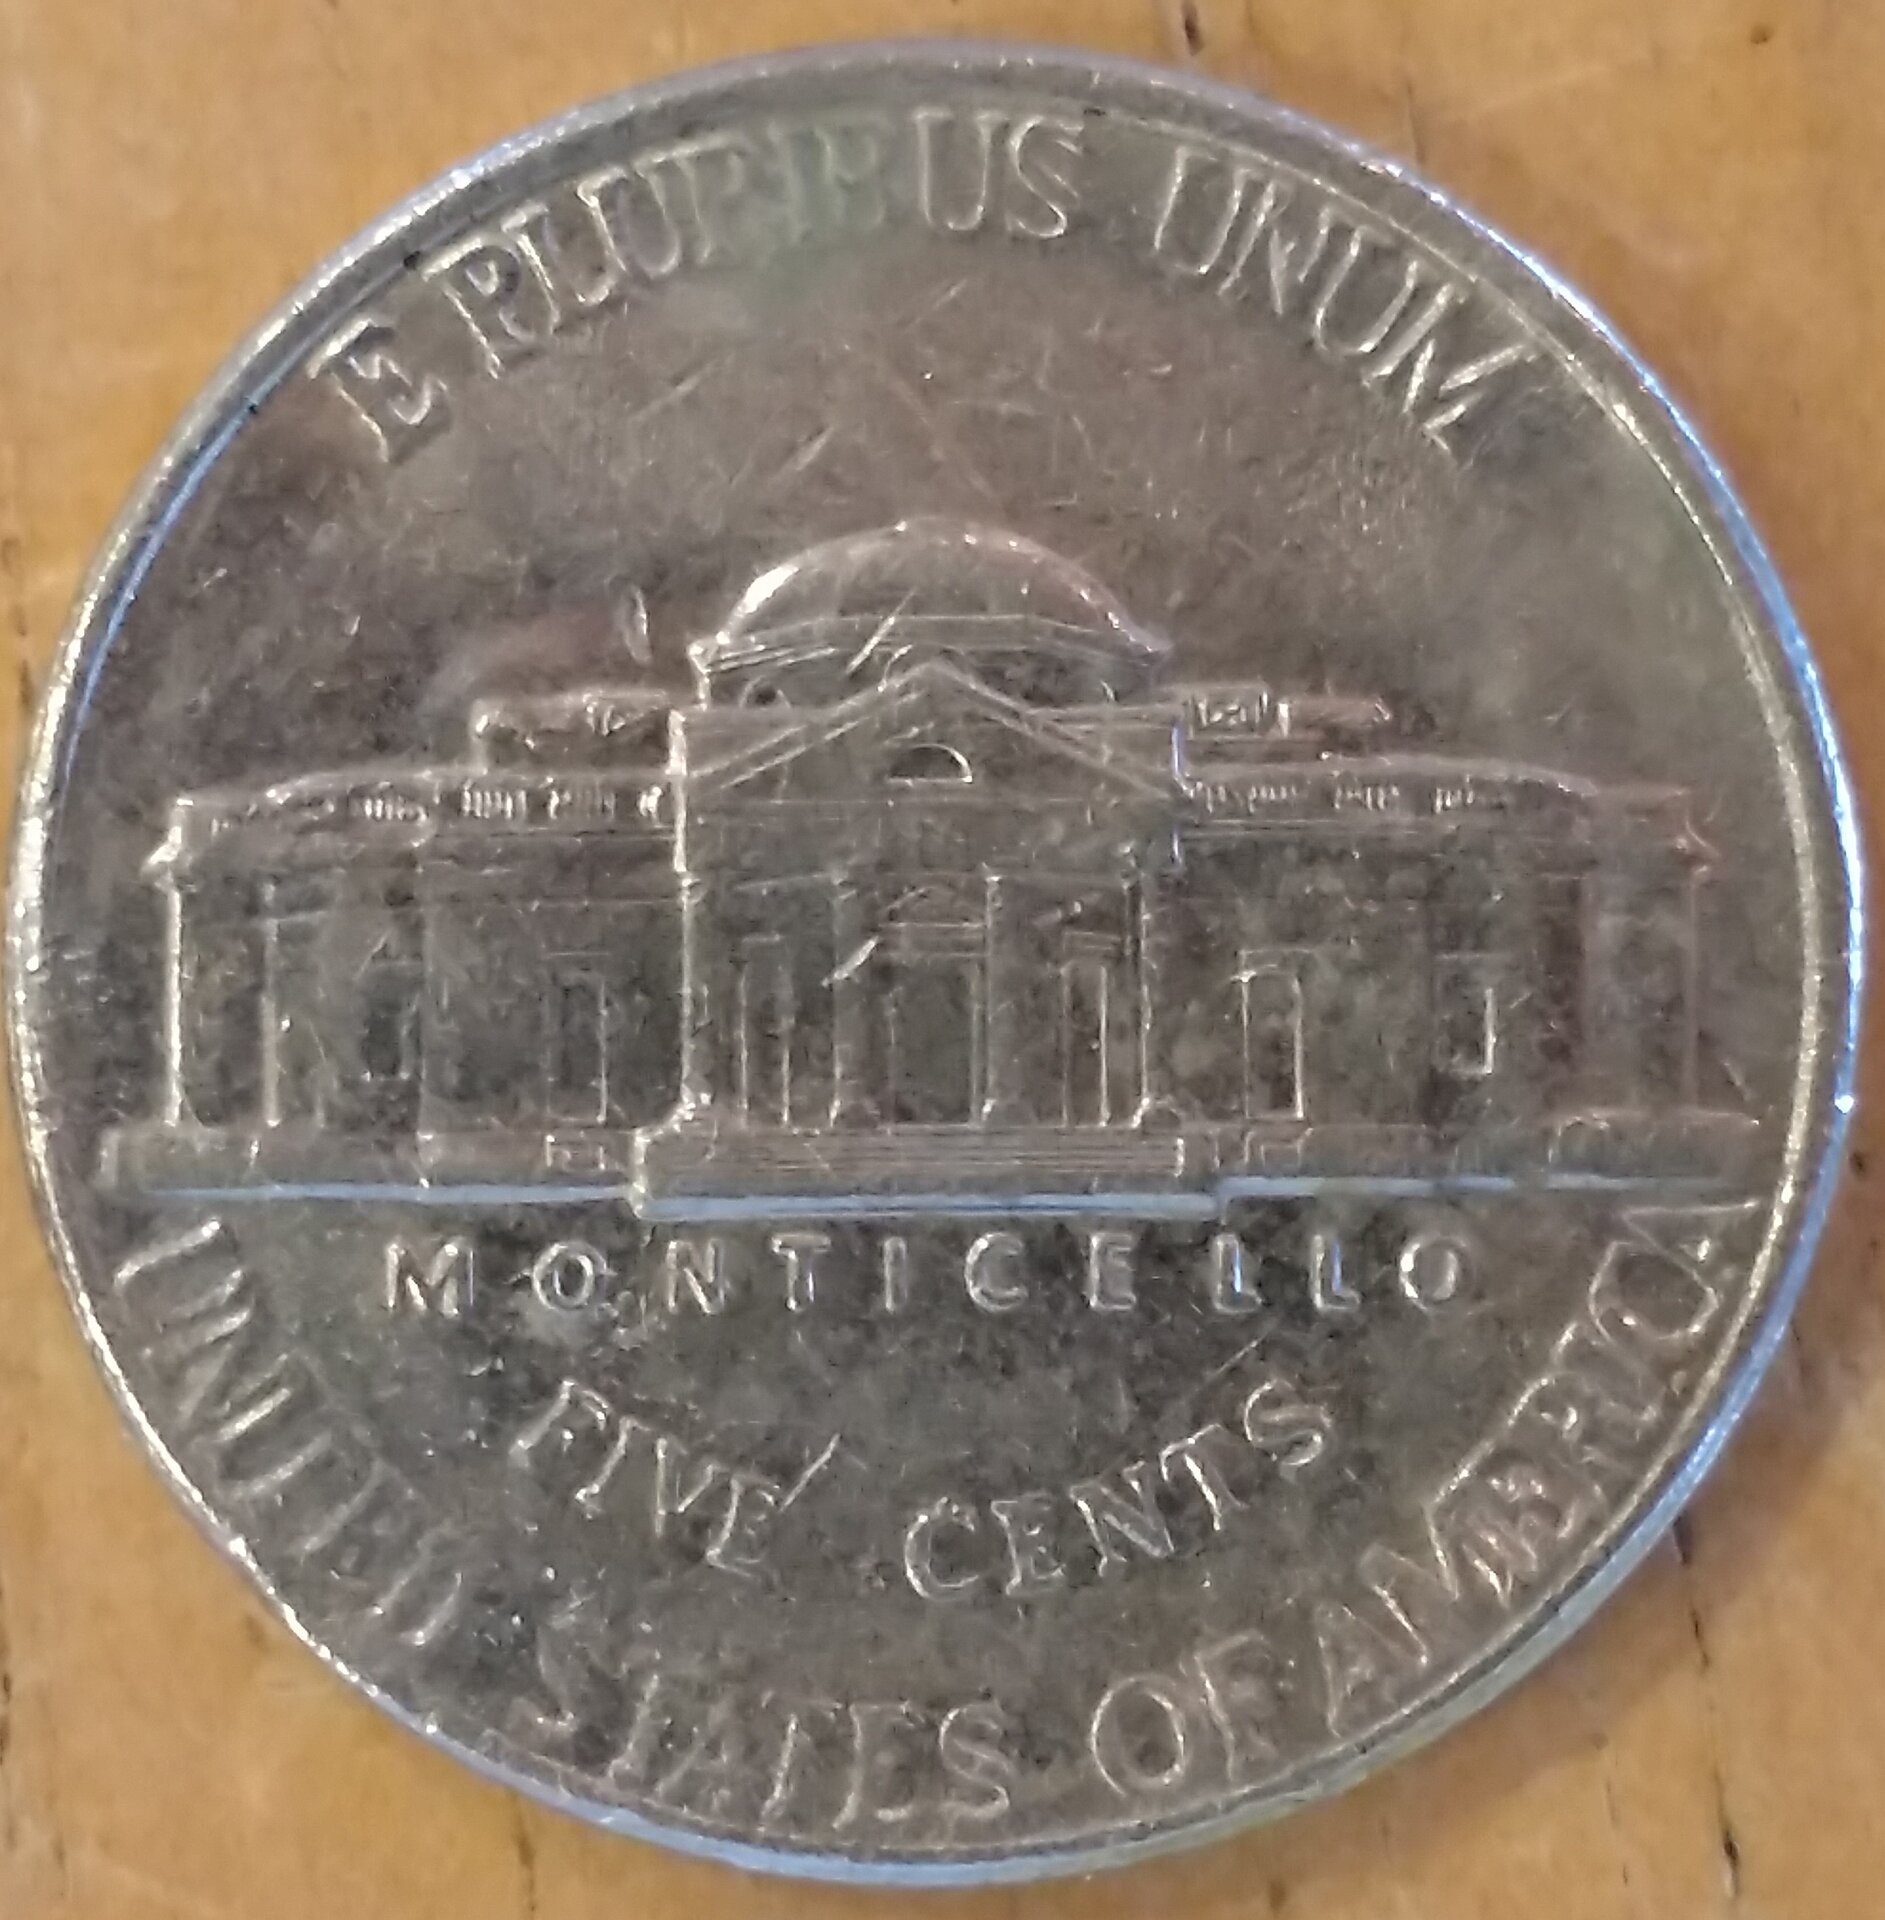 E PLURIBUS UNUM
MONTICELLO
FIVE CENTS
UNITED STATES OF AMERICA